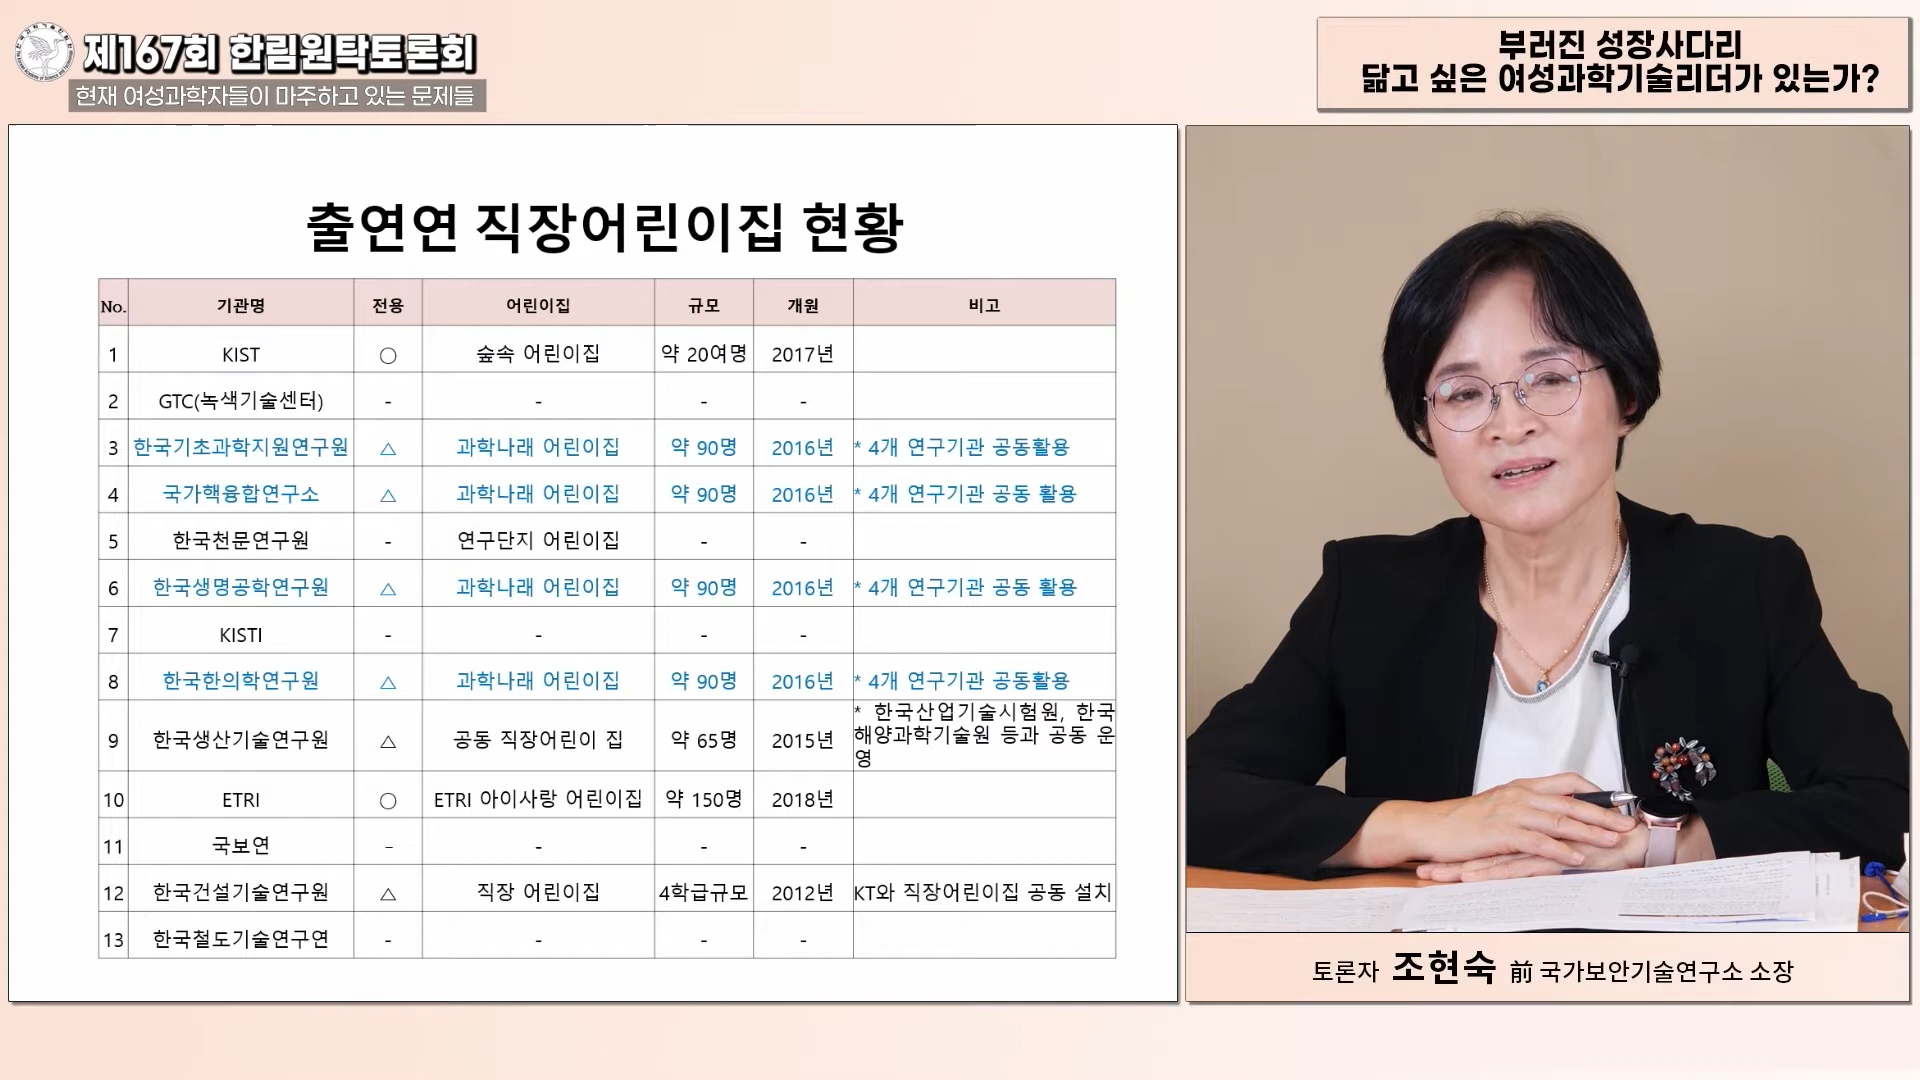 제167회 한림원탁토론회
현재 여성과학자들이 마주하고 있는 문제들
부러진 성장사다리
닮고 싶은 여성과학기술리더가 있는가?
출연연 직장어린이집 현황
No. 기관명 전용 어린이집 규모 개원 비고
1 KIST ○ 숲속 어린이집 약 20여명 2017년
2 GTC(녹색기술센터) - - - -
3 한국기초과학지원연구원 △ 과학나래 어린이집 약 90명 2016년 * 4개 연구기관 공동활용
4 국가핵융합연구소 △ 과학나래 어린이집 약 90명 2016년 * 4개 연구기관 공동 활용
5 한국천문연구원 - 연구단지 어린이집 - -
6 한국생명공학연구원 △ 과학나래 어린이집 약 90명 2016년 * 4개 연구기관 공동 활용
7 KISTI - - - -
8 한국한의학연구원 △ 과학나래 어린이집 약 90명 2016년 * 4개 연구기관 공동활용
9 한국생산기술연구원 △ 공동 직장어린이 집 약 65명 2015년 * 한국산업기술시험원, 한국
해양과학기술원 등과 공동 운
영
10 ETRI ○ ETRI 아이사랑 어린이집 약 150명 2018년
11 국보연 - - - -
12 한국건설기술연구원 △ 직장 어린이집 4학급규모 2012년 KT와 직장어린이집 공동 설치
13 한국철도기술연구연 - - - -
토론자 조현숙 前 국가보안기술연구소 소장